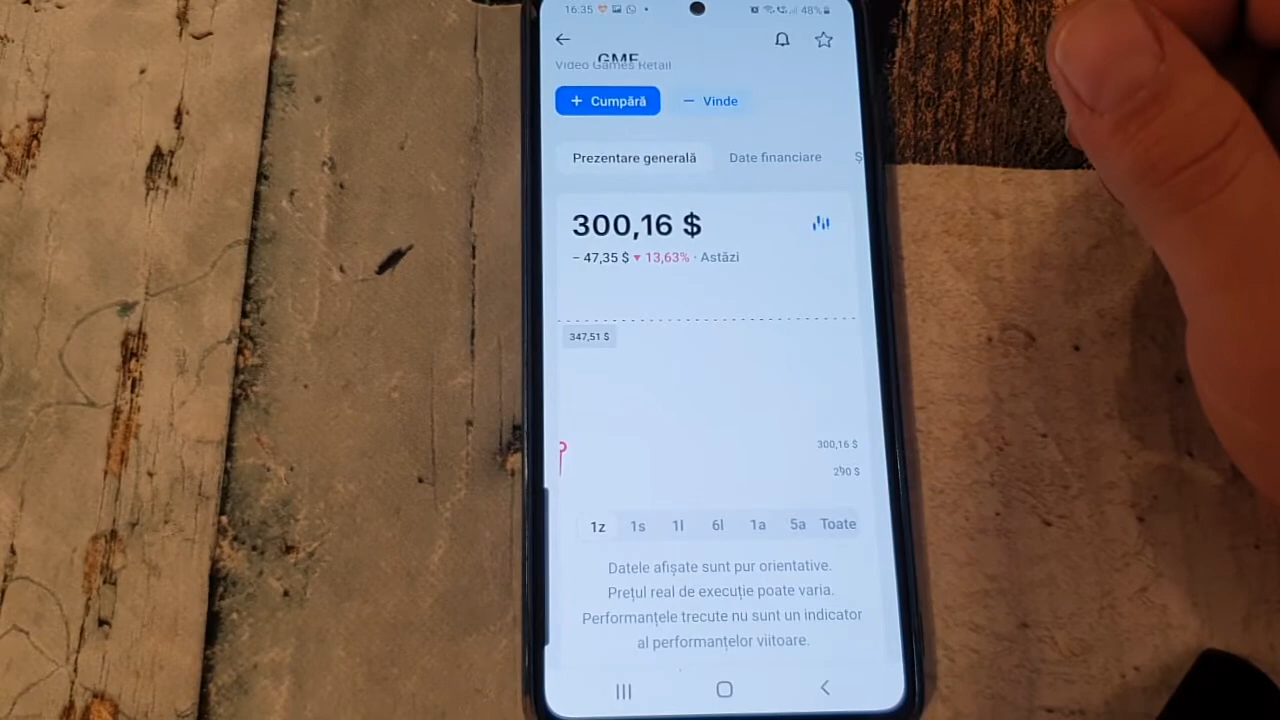 16:35
48%
GME
Video Games Retail
+ Cumpără
− Vinde
Prezentare generală
Date financiare
Ș
300,16 $
− 47,35 $ ▼ 13,63% · Astăzi
347,51 $
300,16 $
290 $
1z 1s 1l 6l 1a 5a Toate
Datele afișate sunt pur orientative.
Prețul real de execuție poate varia.
Performanțele trecute nu sunt un indicator
al performanțelor viitoare.